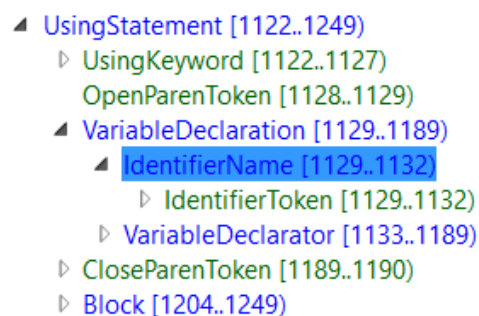 UsingStatement [1122..1249)
UsingKeyword [1122..1127)
OpenParenToken [1128..1129)
VariableDeclaration [1129..1189)
IdentifierName [1129..1132)
IdentifierToken [1129..1132)
VariableDeclarator [1133..1189)
CloseParenToken [1189..1190)
Block [1204..1249)